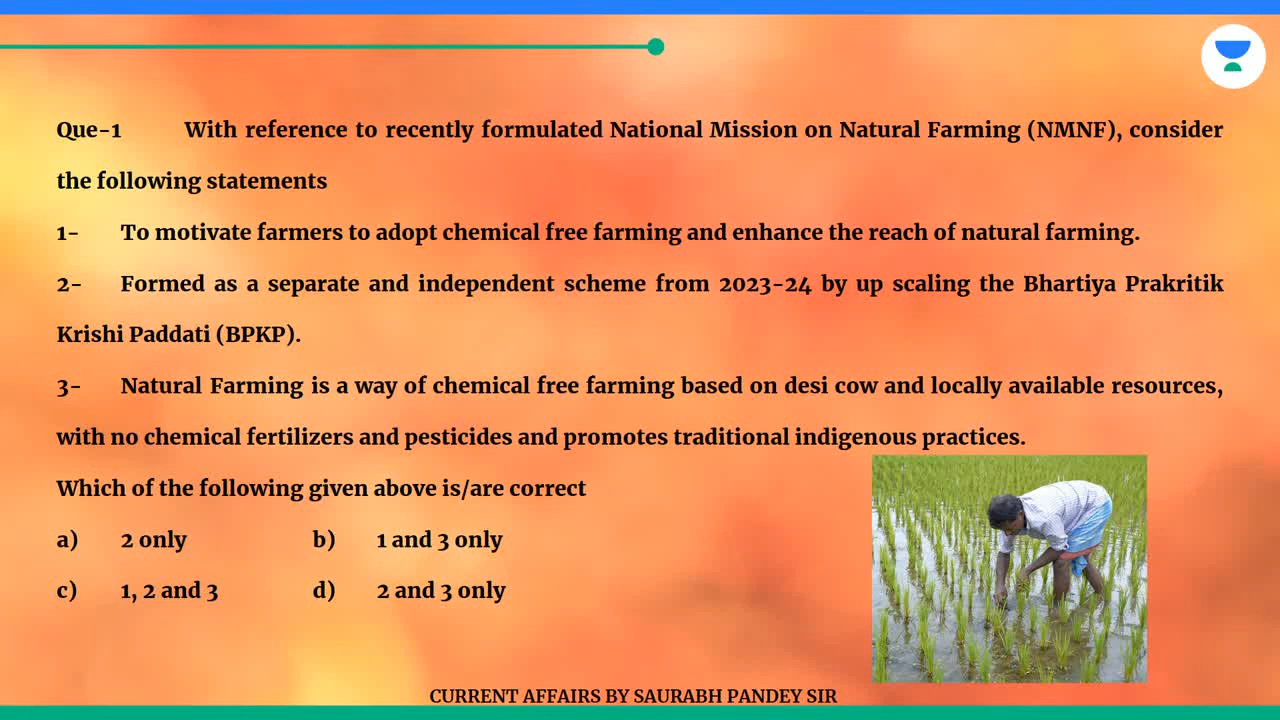 Que-1 With reference to recently formulated National Mission on Natural Farming (NMNF), consider
the following statements
1- To motivate farmers to adopt chemical free farming and enhance the reach of natural farming.
2- Formed as a separate and independent scheme from 2023-24 by up scaling the Bhartiya Prakritik
Krishi Paddati (BPKP).
3- Natural Farming is a way of chemical free farming based on desi cow and locally available resources,
with no chemical fertilizers and pesticides and promotes traditional indigenous practices.
Which of the following given above is/are correct
a) 2 only b) 1 and 3 only
c) 1, 2 and 3 d) 2 and 3 only
CURRENT AFFAIRS BY SAURABH PANDEY SIR